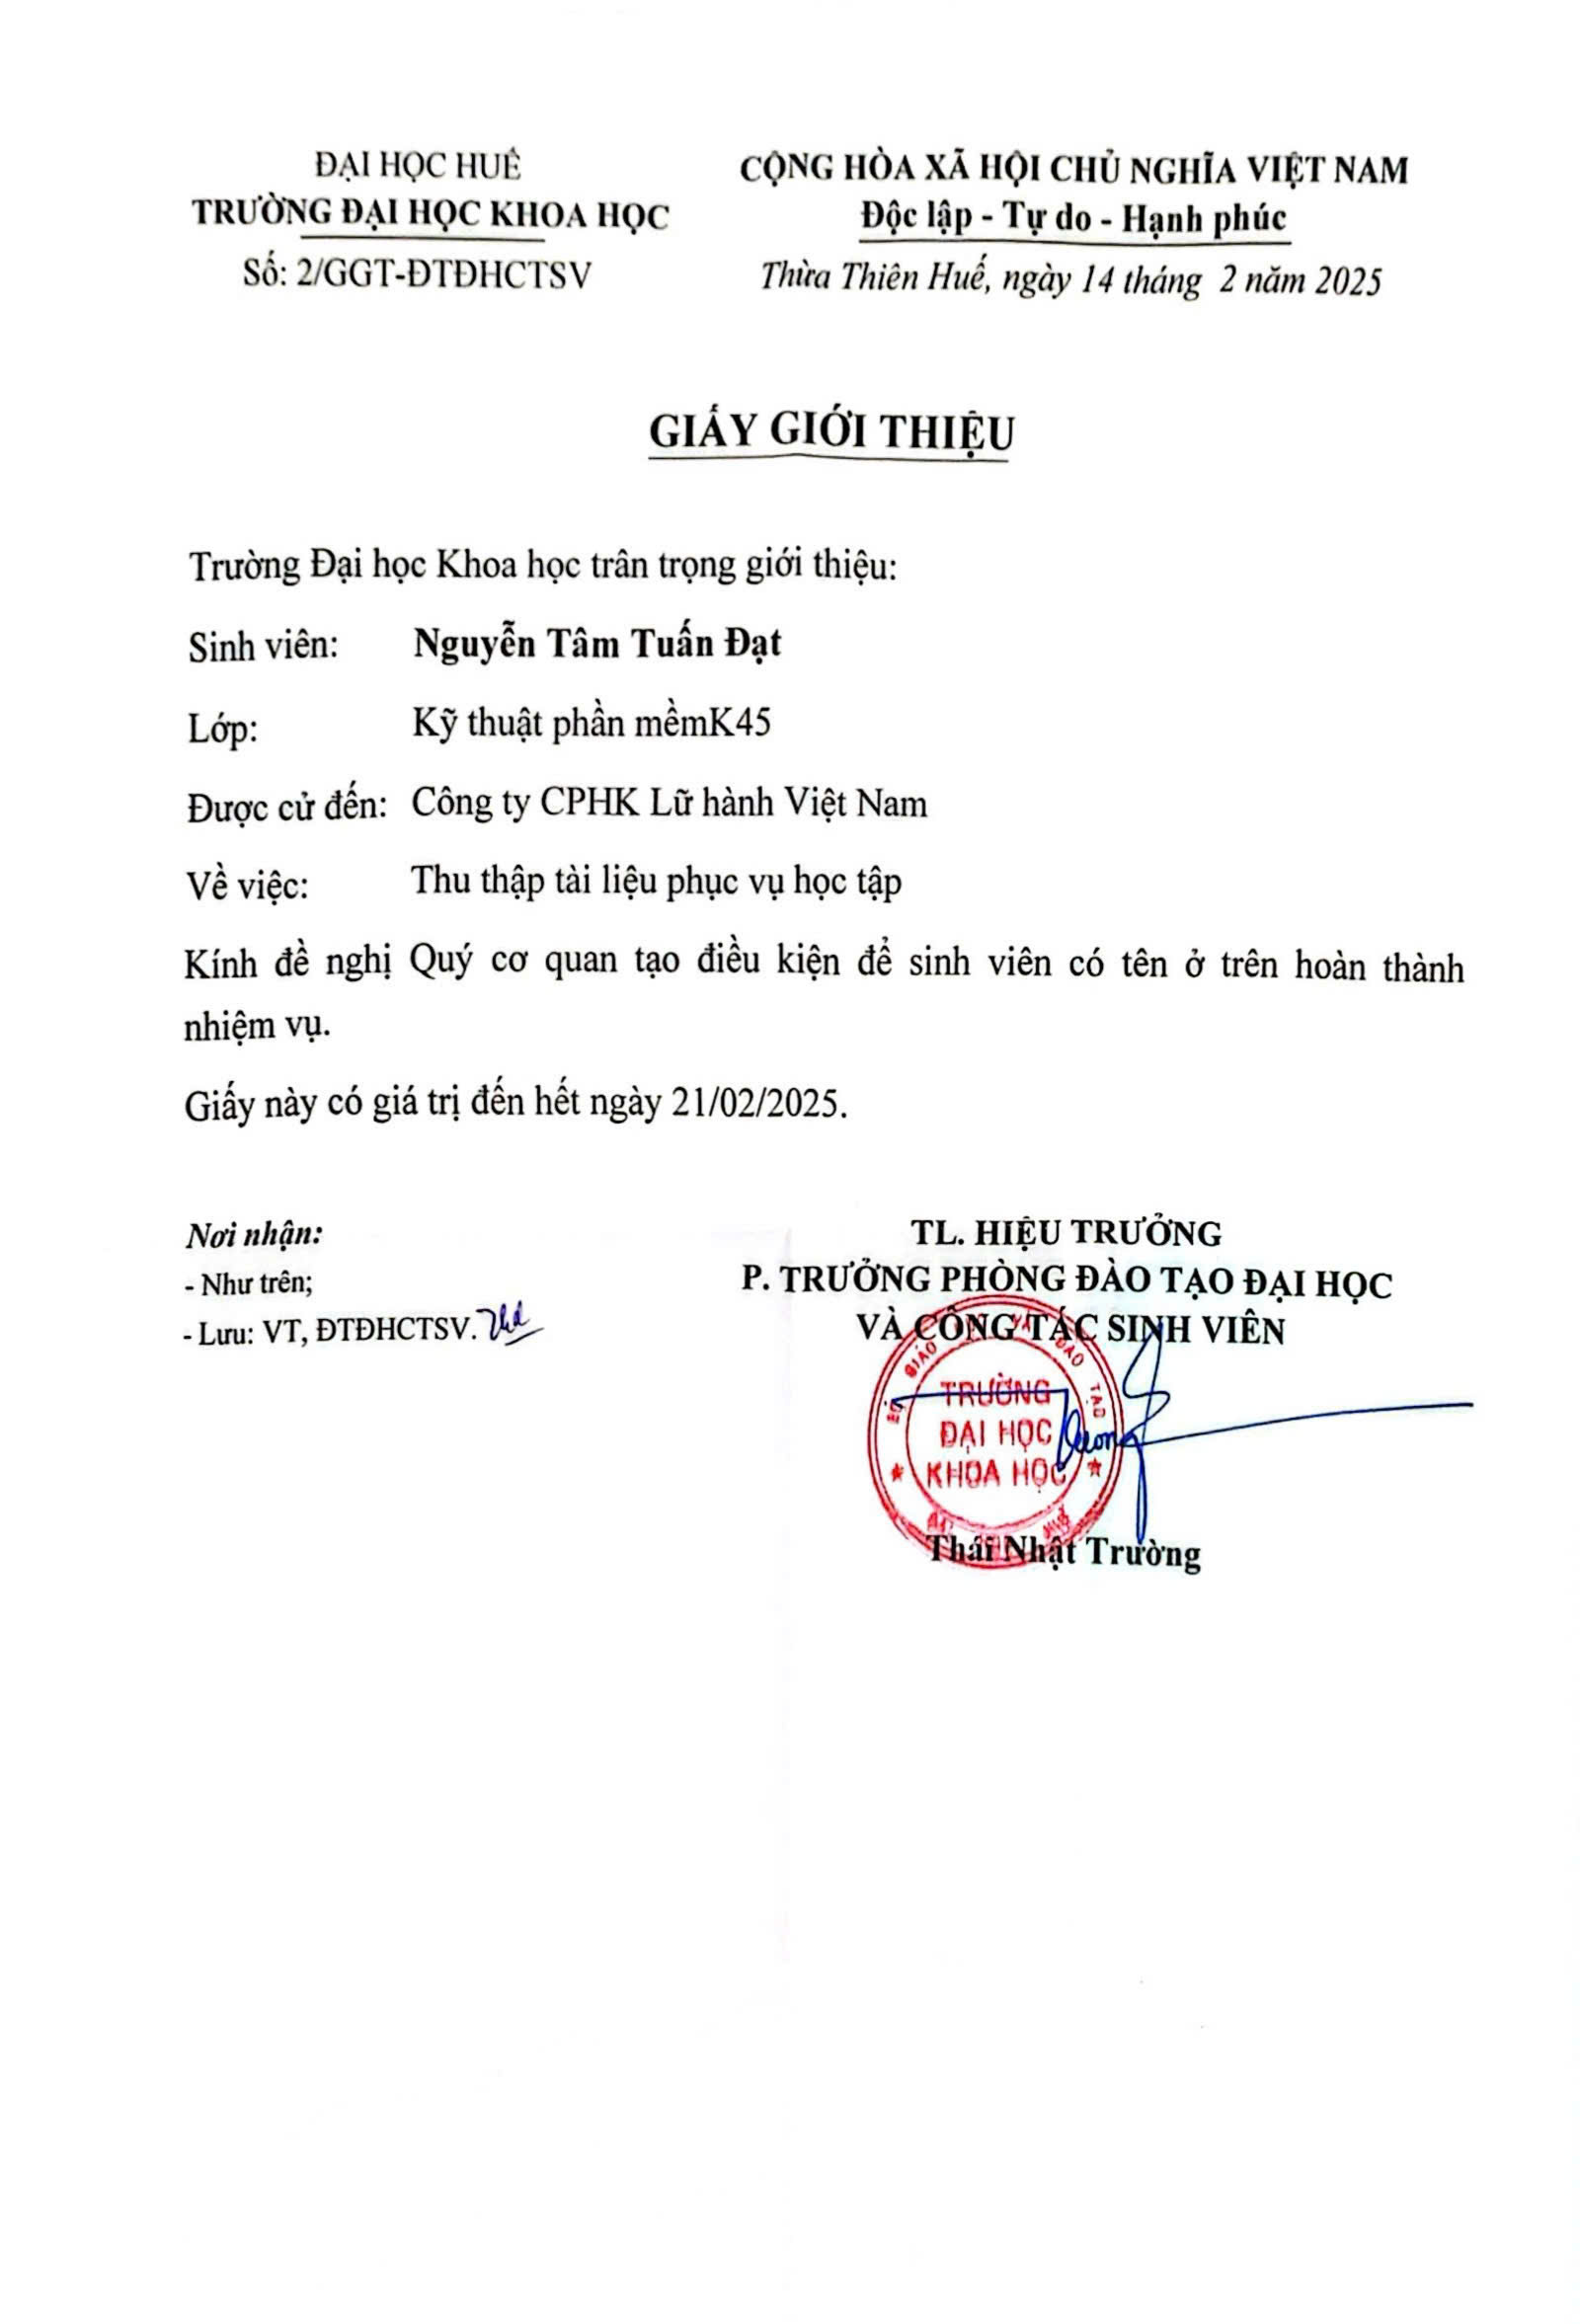 ĐẠI HỌC HUẾ
TRƯỜNG ĐẠI HỌC KHOA HỌC
Số: 2/GGT-ĐTĐHCTSV
CỘNG HÒA XÃ HỘI CHỦ NGHĨA VIỆT NAM
Độc lập - Tự do - Hạnh phúc
Thừa Thiên Huế, ngày 14 tháng 2 năm 2025
GIẤY GIỚI THIỆU
Trường Đại học Khoa học trân trọng giới thiệu:
Sinh viên: Nguyễn Tâm Tuấn Đạt
Lớp: Kỹ thuật phần mềmK45
Được cử đến: Công ty CPHK Lữ hành Việt Nam
Về việc: Thu thập tài liệu phục vụ học tập
Kính đề nghị Quý cơ quan tạo điều kiện để sinh viên có tên ở trên hoàn thành
nhiệm vụ.
Giấy này có giá trị đến hết ngày 21/02/2025.
Nơi nhận:
- Như trên;
- Lưu: VT, ĐTĐHCTSV.
TL. HIỆU TRƯỞNG
P. TRƯỞNG PHÒNG ĐÀO TẠO ĐẠI HỌC
VÀ CÔNG TÁC SINH VIÊN
TRƯỜNG
ĐẠI HỌC
KHOA HỌC
Thái Nhật Trường